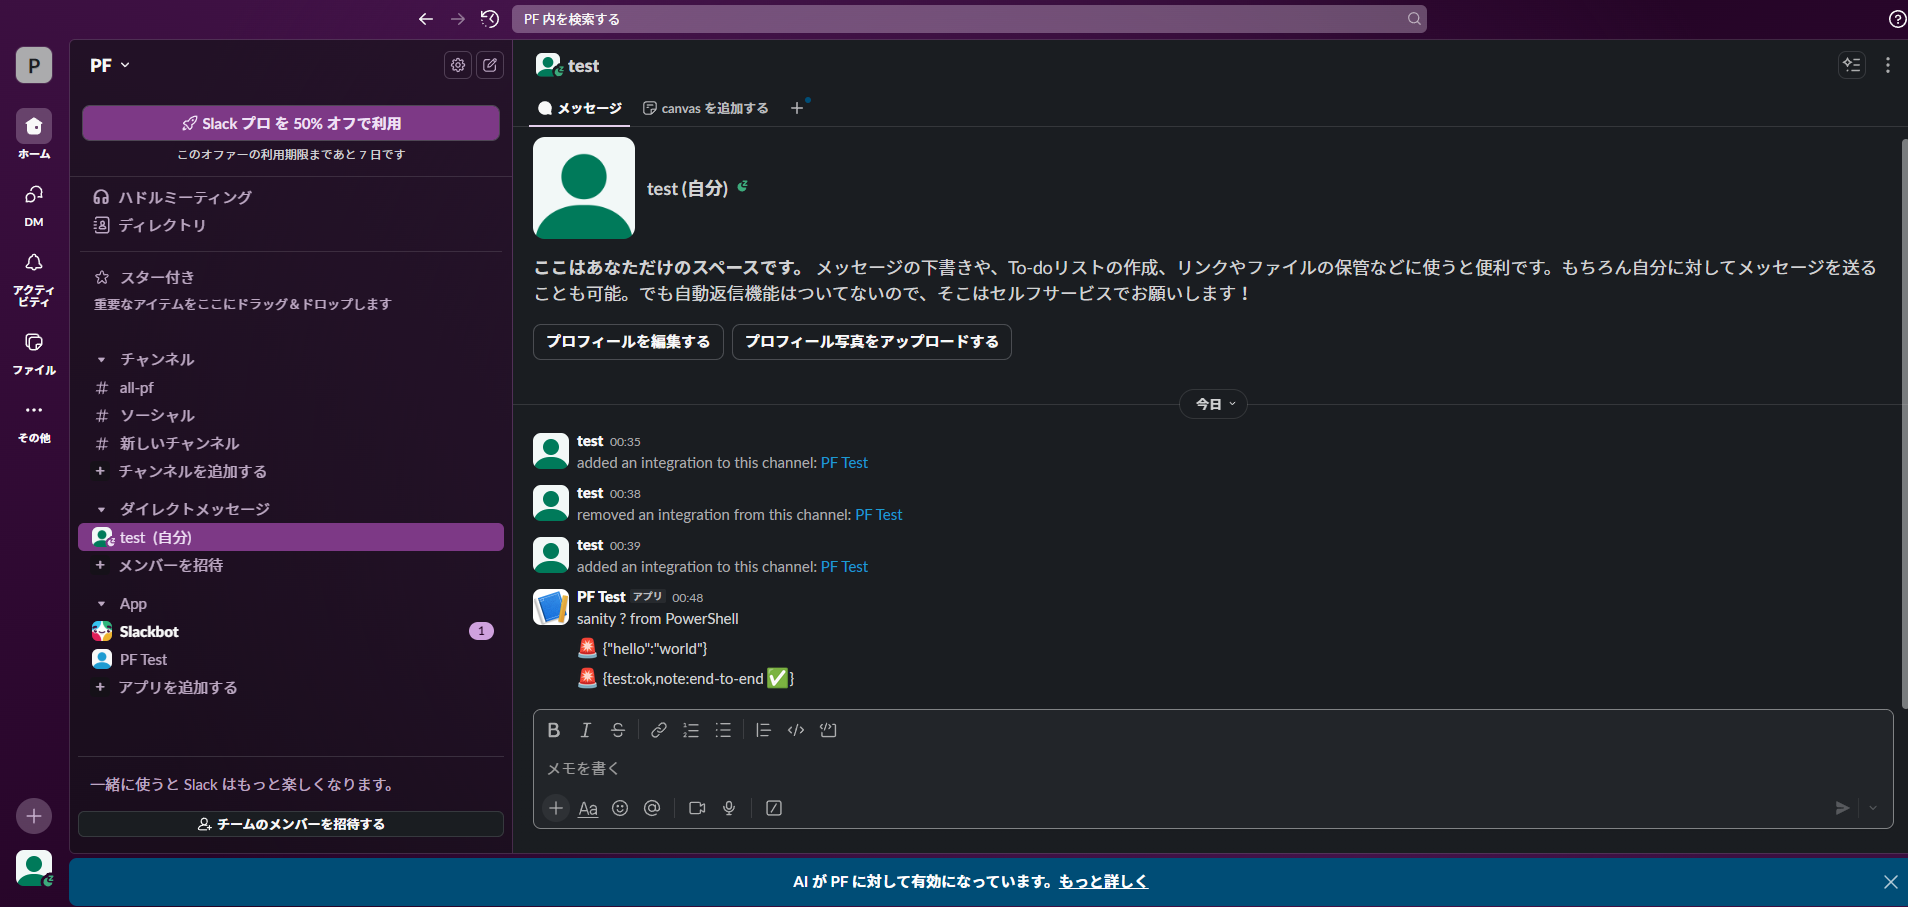 PF 内を検索する
P
PF
Slack プロ を 50% オフで利用
このオファーの利用期限まであと 7 日です
ホーム
DM
アクティ
ビティ
ファイル
その他
ハドルミーティング
ディレクトリ
スター付き
重要なアイテムをここにドラッグ＆ドロップします
チャンネル
# all-pf
# ソーシャル
# 新しいチャンネル
+ チャンネルを追加する
ダイレクトメッセージ
test (自分)
+ メンバーを招待
App
Slackbot 1
PF Test
+ アプリを追加する
一緒に使うと Slack はもっと楽しくなります。
チームのメンバーを招待する
test
メッセージ canvas を追加する +
test (自分)
ここはあなただけのスペースです。 メッセージの下書きや、To-doリストの作成、リンクやファイルの保管などに使うと便利です。もちろん自分に対してメッセージを送る
ことも可能。でも自動返信機能はついてないので、そこはセルフサービスでお願いします！
プロフィールを編集する プロフィール写真をアップロードする
今日
test 00:35
added an integration to this channel: PF Test
test 00:38
removed an integration from this channel: PF Test
test 00:39
added an integration to this channel: PF Test
PF Test アプリ 00:48
sanity ? from PowerShell
🚨 {"hello":"world"}
🚨 {test:ok,note:end-to-end ✅}
B I S
メモを書く
+ Aa @
AI が PF に対して有効になっています。もっと詳しく